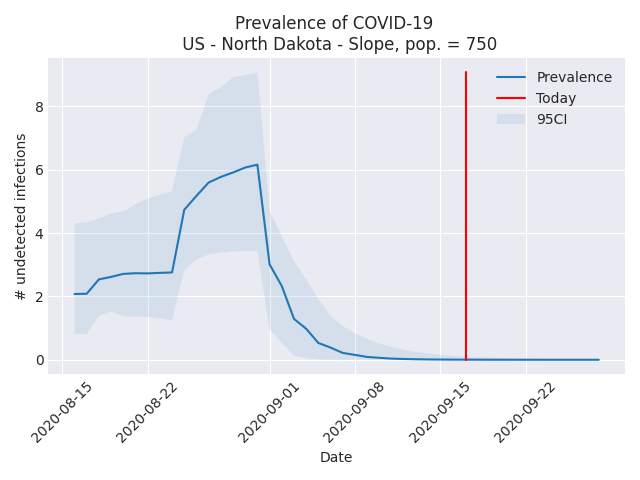 Prevalence of COVID-19
US - North Dakota - Slope, pop. = 750
Prevalence
Today
95CI
# undetected infections
8
6
4
2
0
2020-08-15
2020-08-22
2020-09-01
2020-09-08
2020-09-15
2020-09-22
Date